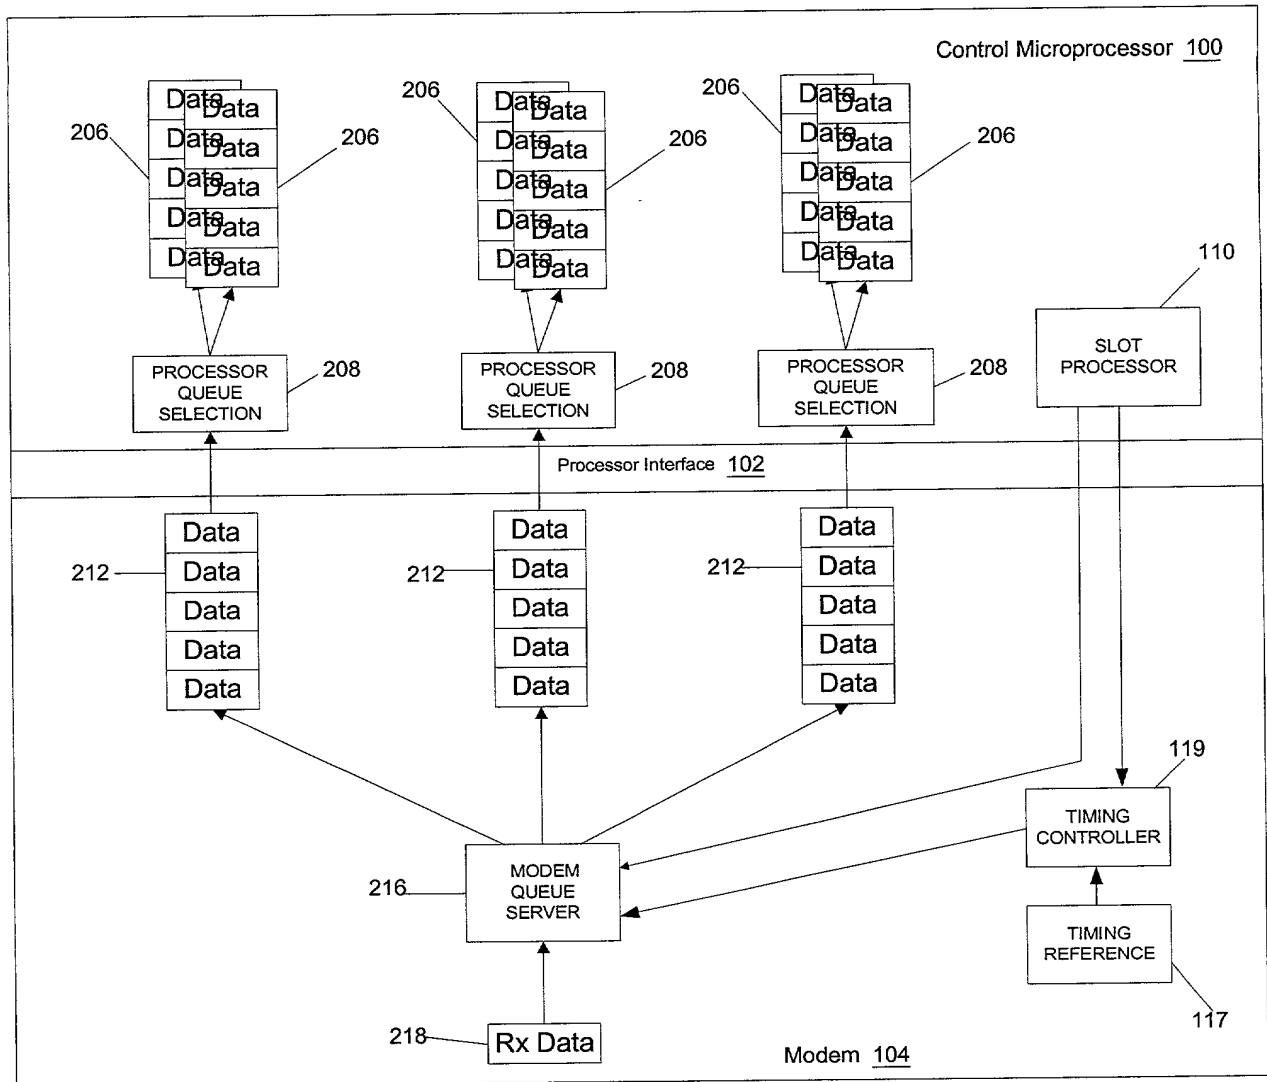 Control Microprocessor 100
206
Data
Data
Data
Data
Data
Data
Data
Data
Data
Data
206
206
Data
Data
Data
Data
Data
Data
Data
Data
Data
Data
206
206
Data
Data
Data
Data
Data
Data
Data
Data
Data
Data
206
110
PROCESSOR
QUEUE
SELECTION
208
PROCESSOR
QUEUE
SELECTION
208
PROCESSOR
QUEUE
SELECTION
208
SLOT
PROCESSOR
Processor Interface 102
212
Data
Data
Data
Data
Data
212
Data
Data
Data
Data
Data
212
Data
Data
Data
Data
Data
119
TIMING
CONTROLLER
216
MODEM
QUEUE
SERVER
TIMING
REFERENCE
117
218
Rx Data
Modem 104